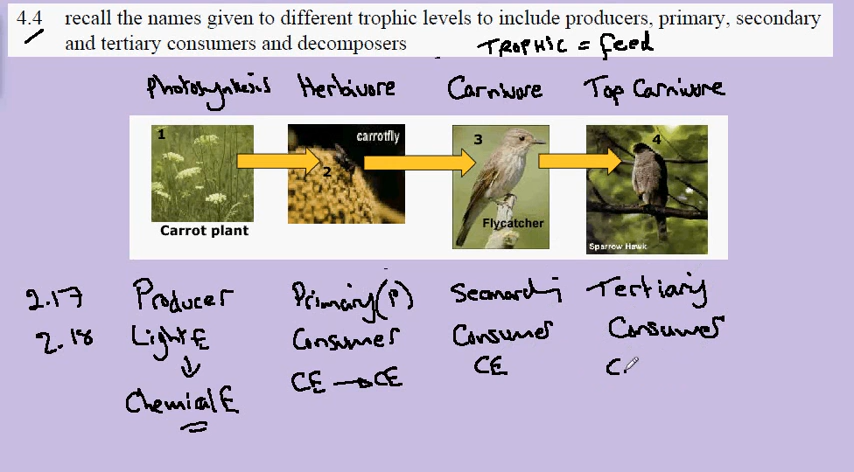 4.4 recall the names given to different trophic levels to include producers, primary, secondary
and tertiary consumers and decomposers
TROPHIC = feed
Photosynthesis Herbivore Carnivore Top Carnivore
1 carrotfly 3 4
2
Flycatcher
Carrot plant
Sparrow Hawk
2.17 Producer Primary (1°) Secondary Tertiary
2.18 Light E Consumer Consumer Consumer
↓ CE → CE CE C
Chemical E